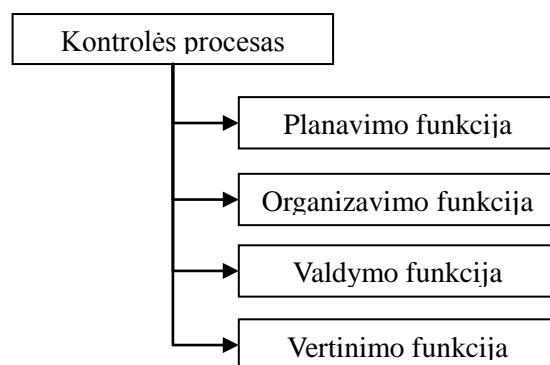 Kontrolės procesas
Planavimo funkcija
Organizavimo funkcija
Valdymo funkcija
Vertinimo funkcija